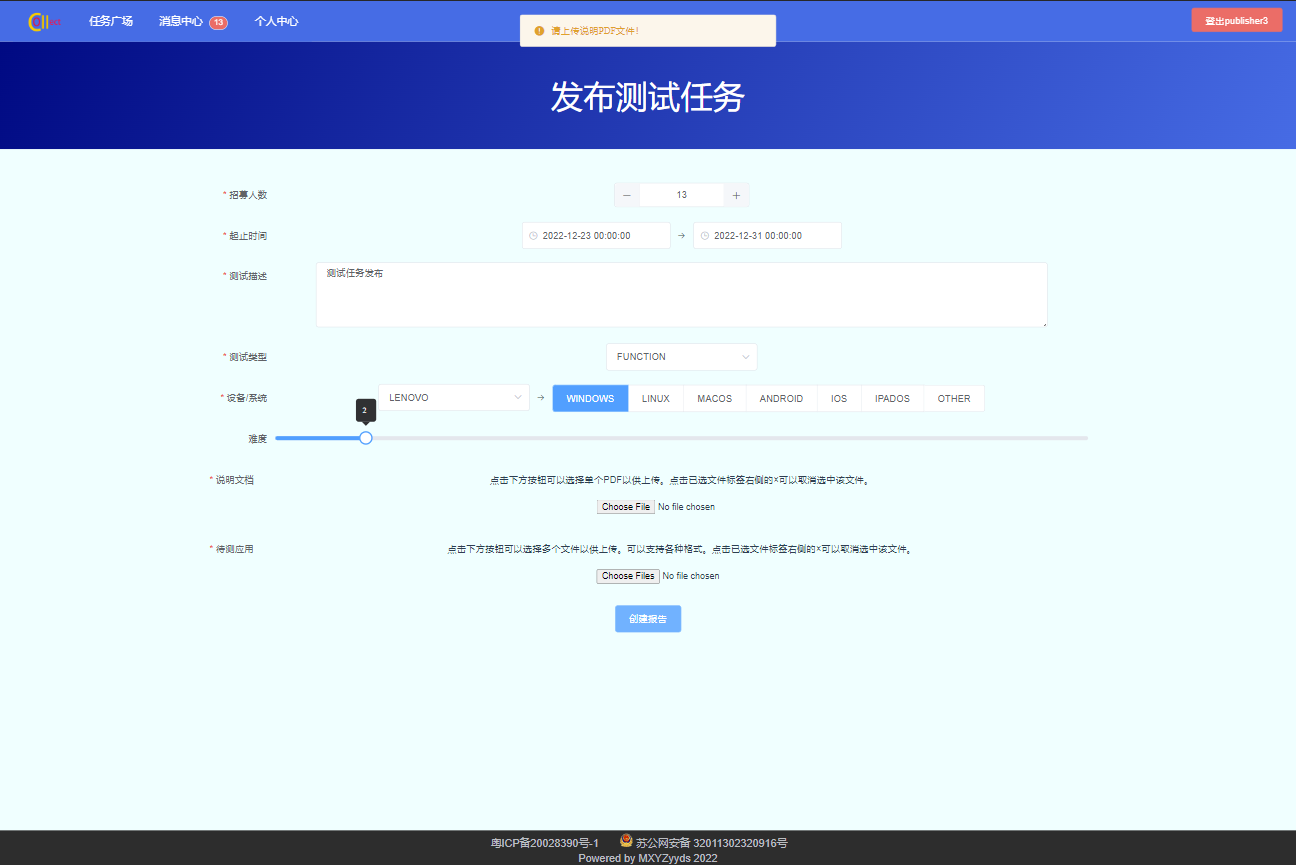 任务广场 消息中心 13 个人中心
请上传说明PDF文件!
登出publisher3
发布测试任务
* 招募人数 13
* 起止时间 2022-12-23 00:00:00 2022-12-31 00:00:00
* 测试描述 测试任务发布
* 测试类型 FUNCTION
* 设备/系统 LENOVO WINDOWS LINUX MACOS ANDROID IOS IPADOS OTHER
2
难度
* 说明文档 点击下方按钮可以选择单个PDF以供上传。点击已选文件标签右侧的×可以取消选中该文件。
Choose File No file chosen
* 待测应用 点击下方按钮可以选择多个文件以供上传。可以支持各种格式。点击已选文件标签右侧的×可以取消选中该文件。
Choose Files No file chosen
创建报告
粤ICP备20028390号-1 苏公网安备 32011302320916号
Powered by MXYZyyds 2022